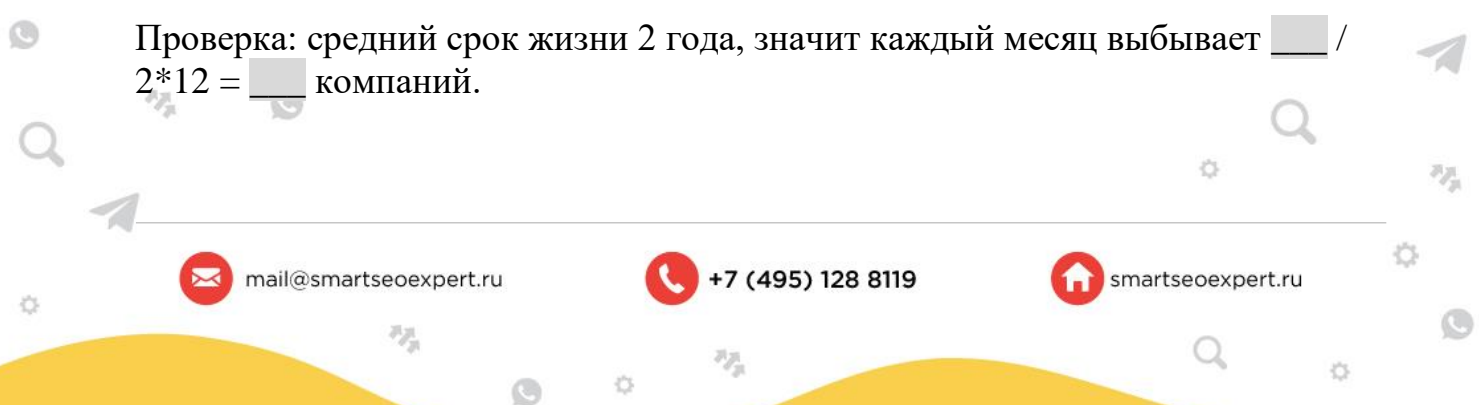 Проверка: средний срок жизни 2 года, значит каждый месяц выбывает ___ /
2*12 = ___ компаний.
mail@smartseoexpert.ru
+7 (495) 128 8119
smartseoexpert.ru